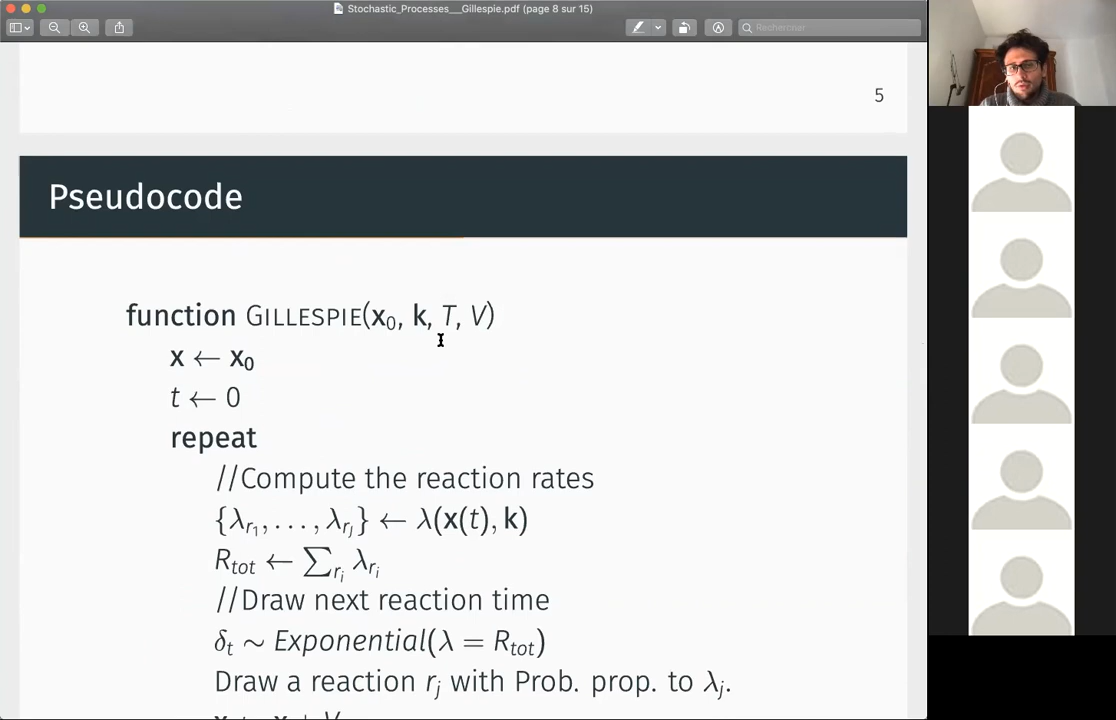 Stochastic_Processes__Gillespie.pdf (page 8 sur 15)
Rechercher
5
Pseudocode
function GILLESPIE(x₀, k, T, V)
x ← x₀
t ← 0
repeat
//Compute the reaction rates
{λ_{r_1}, . . . , λ_{r_J}} ← λ(x(t), k)
R_{tot} ← ∑_{r_i} λ_{r_i}
//Draw next reaction time
δ_t ∼ Exponential(λ = R_{tot})
Draw a reaction r_j with Prob. prop. to λ_j.